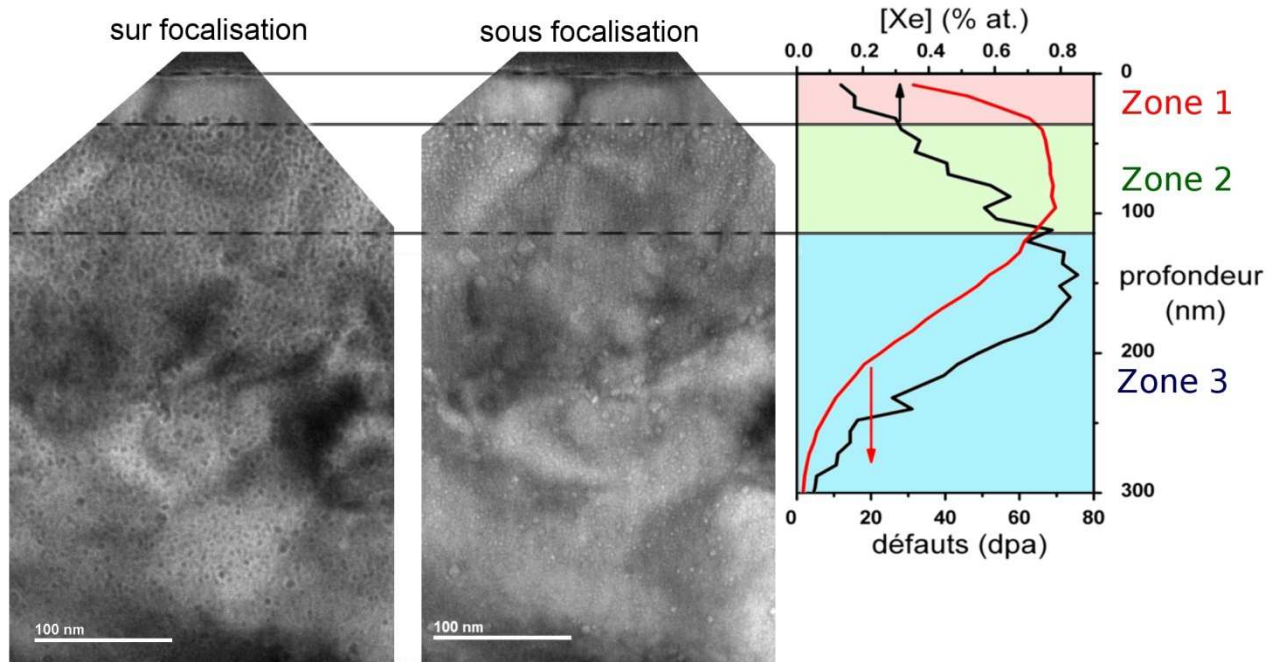 sur focalisation
sous focalisation
[Xe] (% at.)
0.0 0.2 0.4 0.6 0.8
0
Zone 1
Zone 2
100
profondeur
(nm)
200
Zone 3
300
0 20 40 60 80
défauts (dpa)
100 nm
100 nm